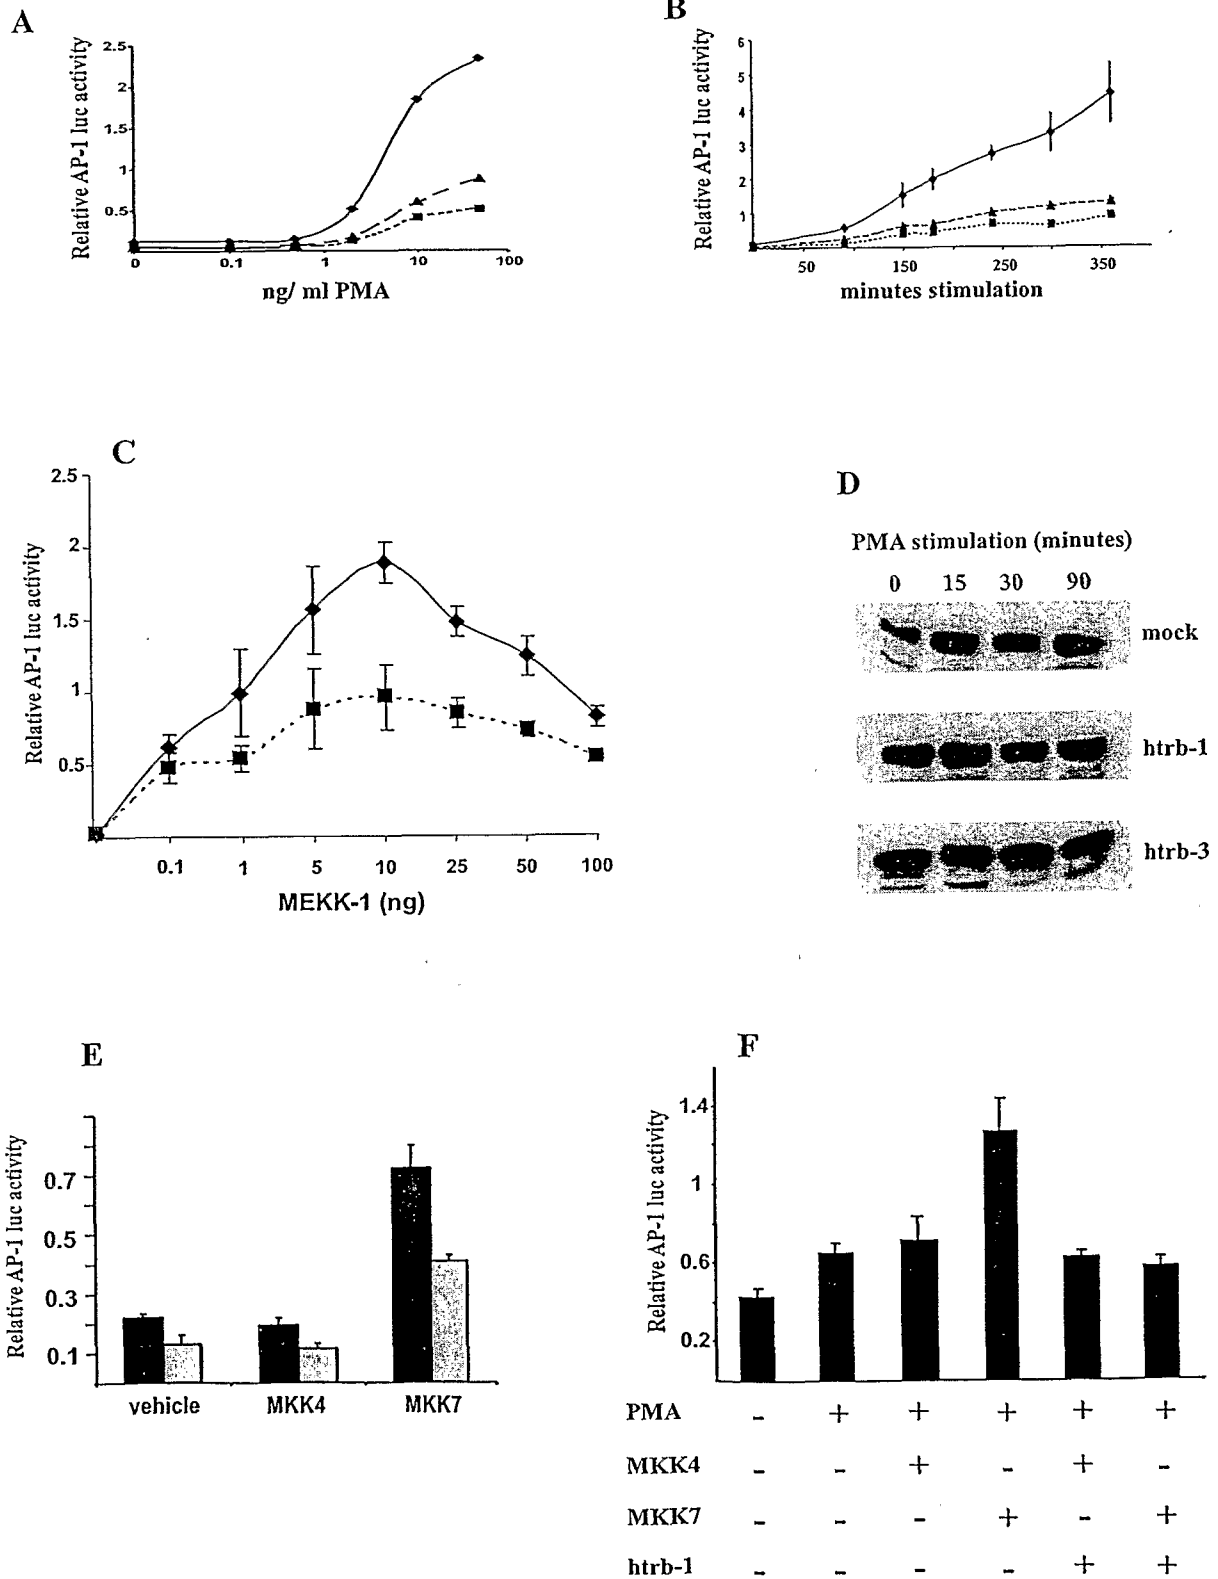 A
Relative AP-1 luc activity
2.5
2
1.5
1
0.5
0 0.1 1 10 100
ng/ ml PMA
B
Relative AP-1 luc activity
6
5
4
3
2
1
50 150 250 350
minutes stimulation
C
Relative AP-1 luc activity
2.5
2
1.5
1
0.5
0.1 1 5 10 25 50 100
MEKK-1 (ng)
D
PMA stimulation (minutes)
0 15 30 90
mock
htrb-1
htrb-3
E
Relative AP-1 luc activity
0.7
0.5
0.3
0.1
vehicle MKK4 MKK7
F
Relative AP-1 luc activity
1.4
1
0.6
0.2
PMA - + + + + +
MKK4 - - + - + -
MKK7 - - - + - +
htrb-1 - - - - + +